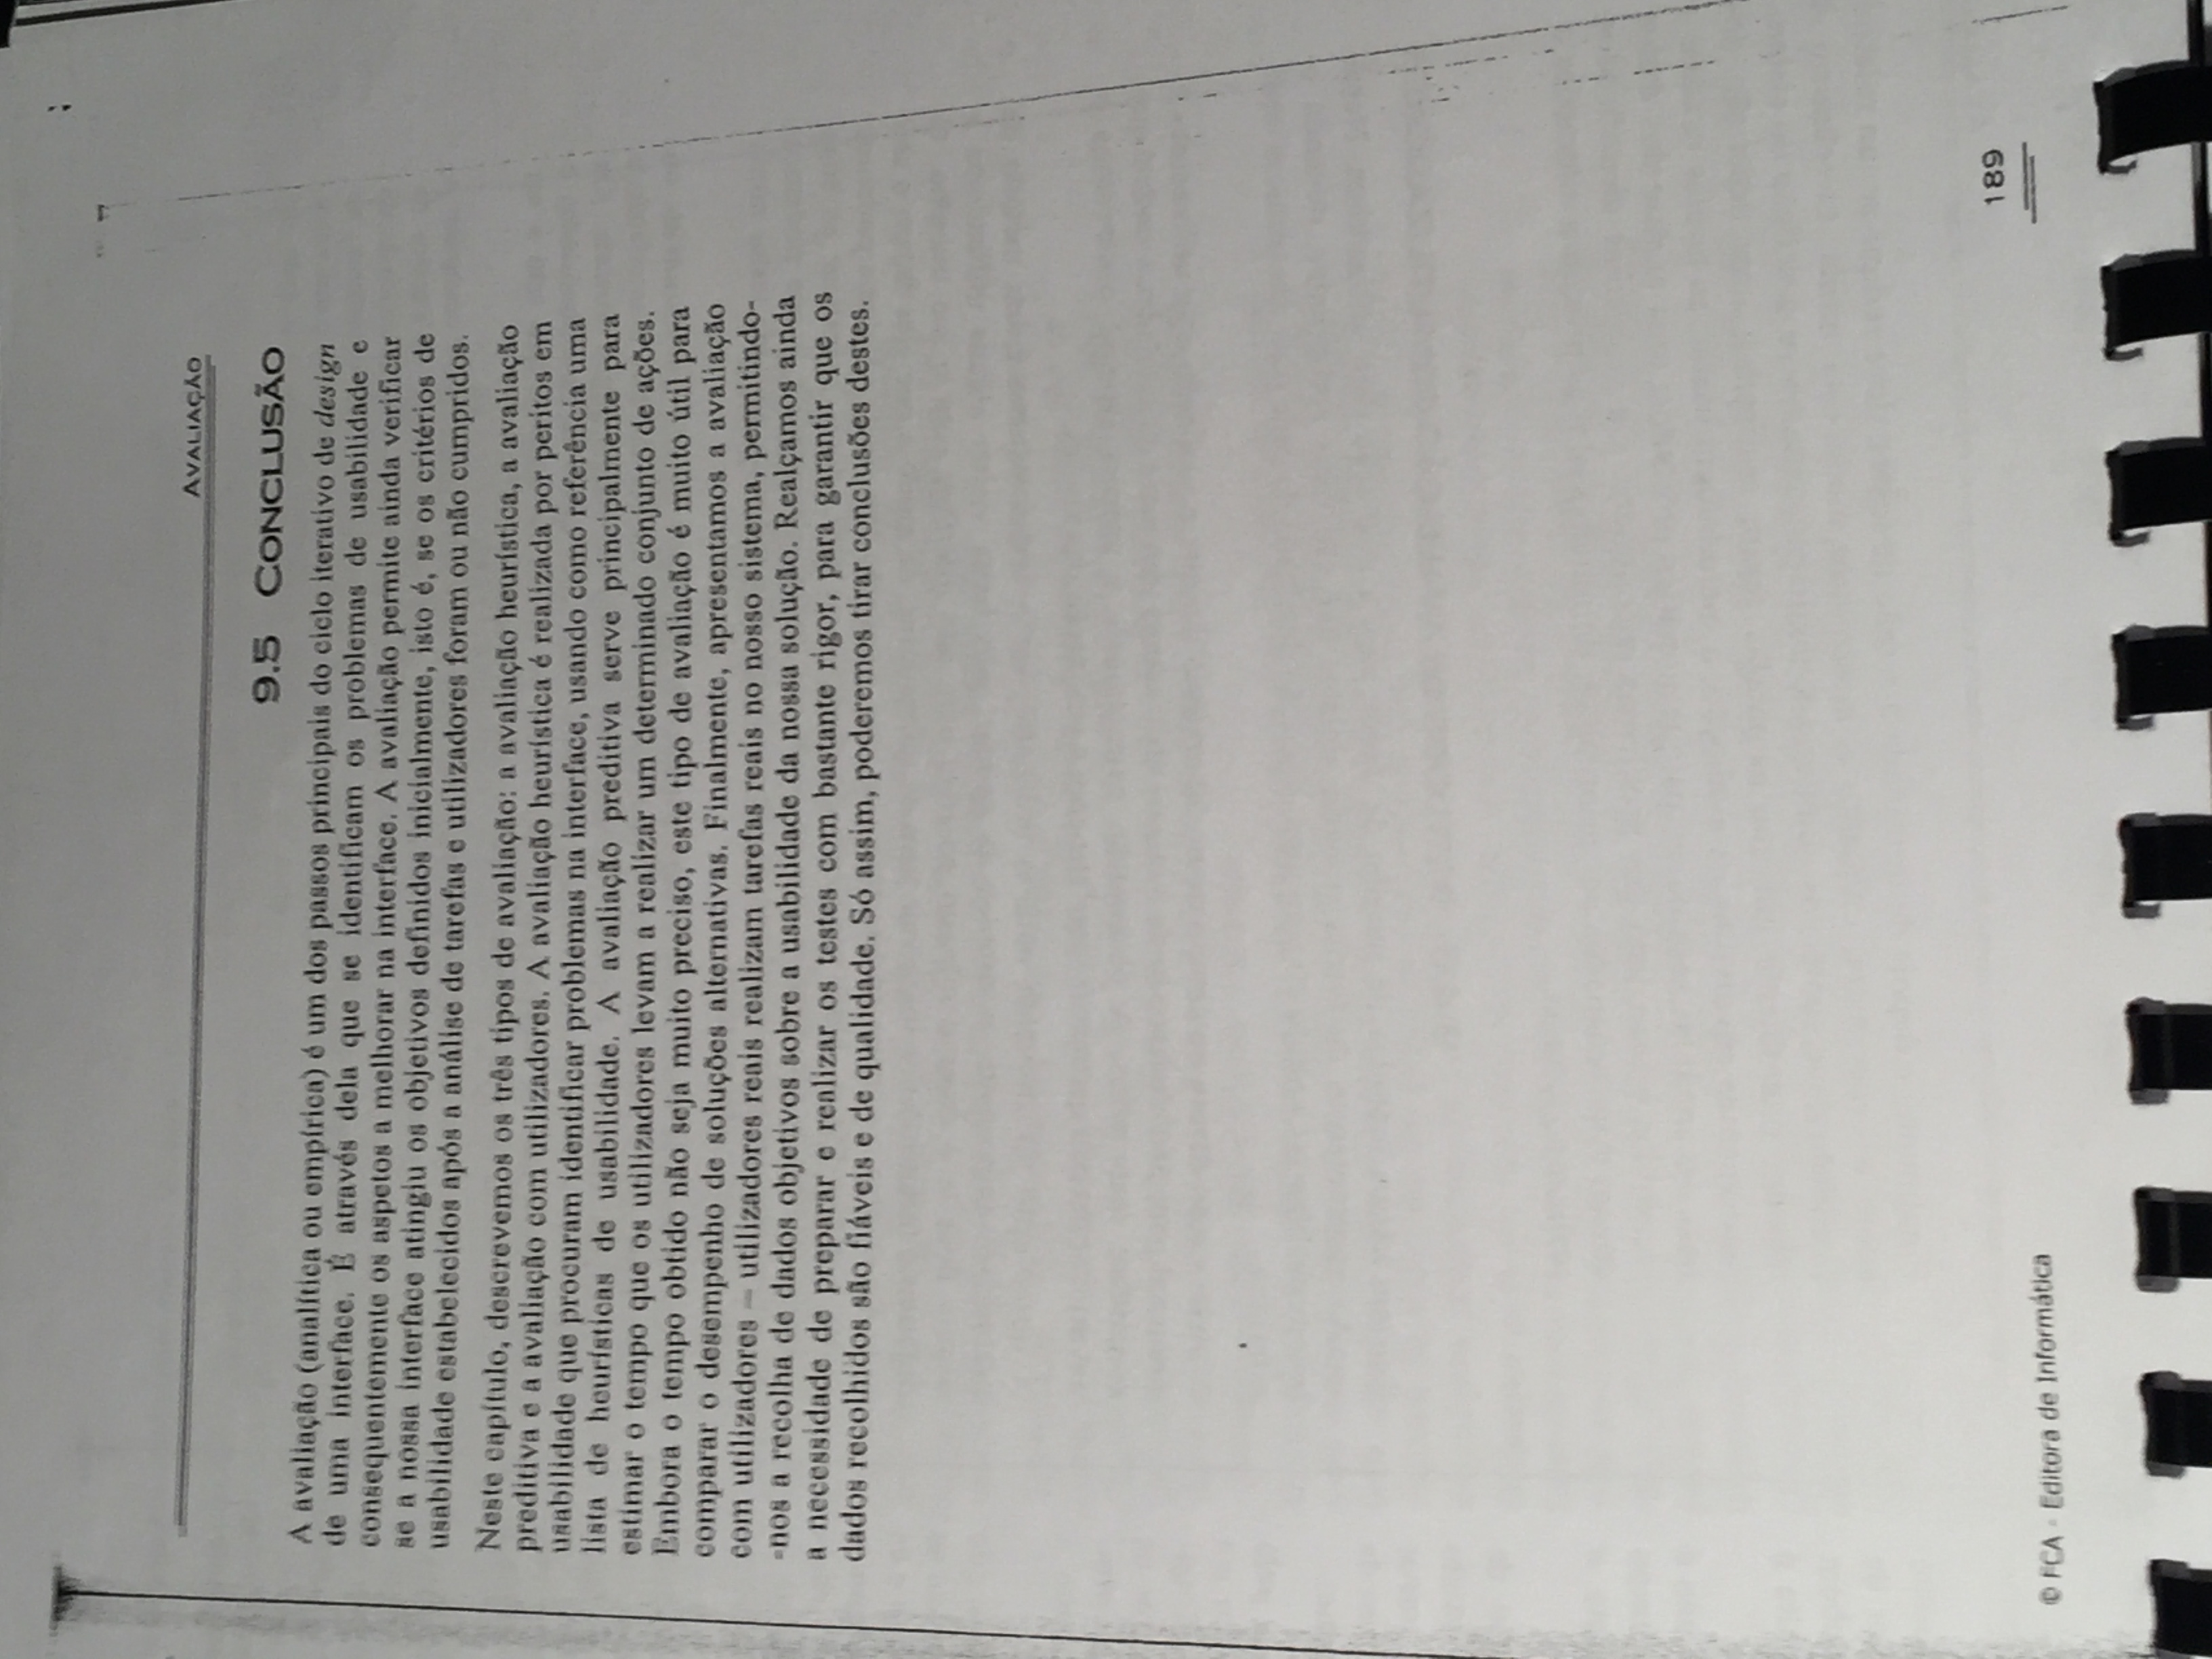 AVALIAÇÃO
9.5 CONCLUSÃO
A avaliação (analítica ou empírica) é um dos passos principais do ciclo iterativo de design
de uma interface. É através dela que se identificam os problemas de usabilidade e
consequentemente os aspetos a melhorar na interface. A avaliação permite ainda verificar
se a nossa interface atingiu os objetivos definidos inicialmente, isto é, se os critérios de
usabilidade estabelecidos após a análise de tarefas e utilizadores foram ou não cumpridos.
Neste capítulo, descrevemos os três tipos de avaliação: a avaliação heurística, a avaliação
preditiva e a avaliação com utilizadores. A avaliação heurística é realizada por peritos em
usabilidade que procuram identificar problemas na interface, usando como referência uma
lista de heurísticas de usabilidade. A avaliação preditiva serve principalmente para
estimar o tempo que os utilizadores levam a realizar um determinado conjunto de ações.
Embora o tempo obtido não seja muito preciso, este tipo de avaliação é muito útil para
comparar o desempenho de soluções alternativas. Finalmente, apresentamos a avaliação
com utilizadores – utilizadores reais realizam tarefas reais no nosso sistema, permitindo-
-nos a recolha de dados objetivos sobre a usabilidade da nossa solução. Realçamos ainda
a necessidade de preparar e realizar os testes com bastante rigor, para garantir que os
dados recolhidos são fiáveis e de qualidade. Só assim, poderemos tirar conclusões destes.
189
© FCA - Editora de Informática